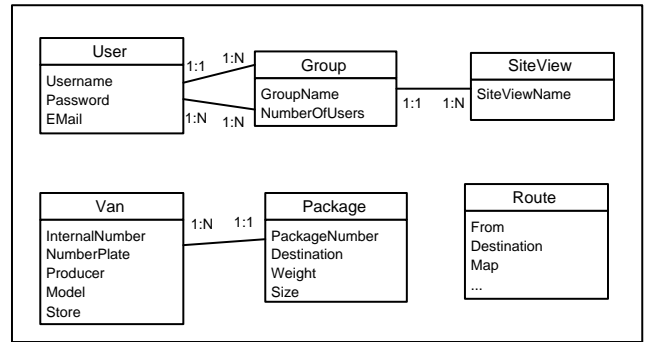 User
Username
Password
EMail
1:1
1:N
1:N
1:N
Group
GroupName
NumberOfUsers
1:1
1:N
SiteView
SiteViewName
Van
InternalNumber
NumberPlate
Producer
Model
Store
1:N
1:1
Package
PackageNumber
Destination
Weight
Size
Route
From
Destination
Map
...